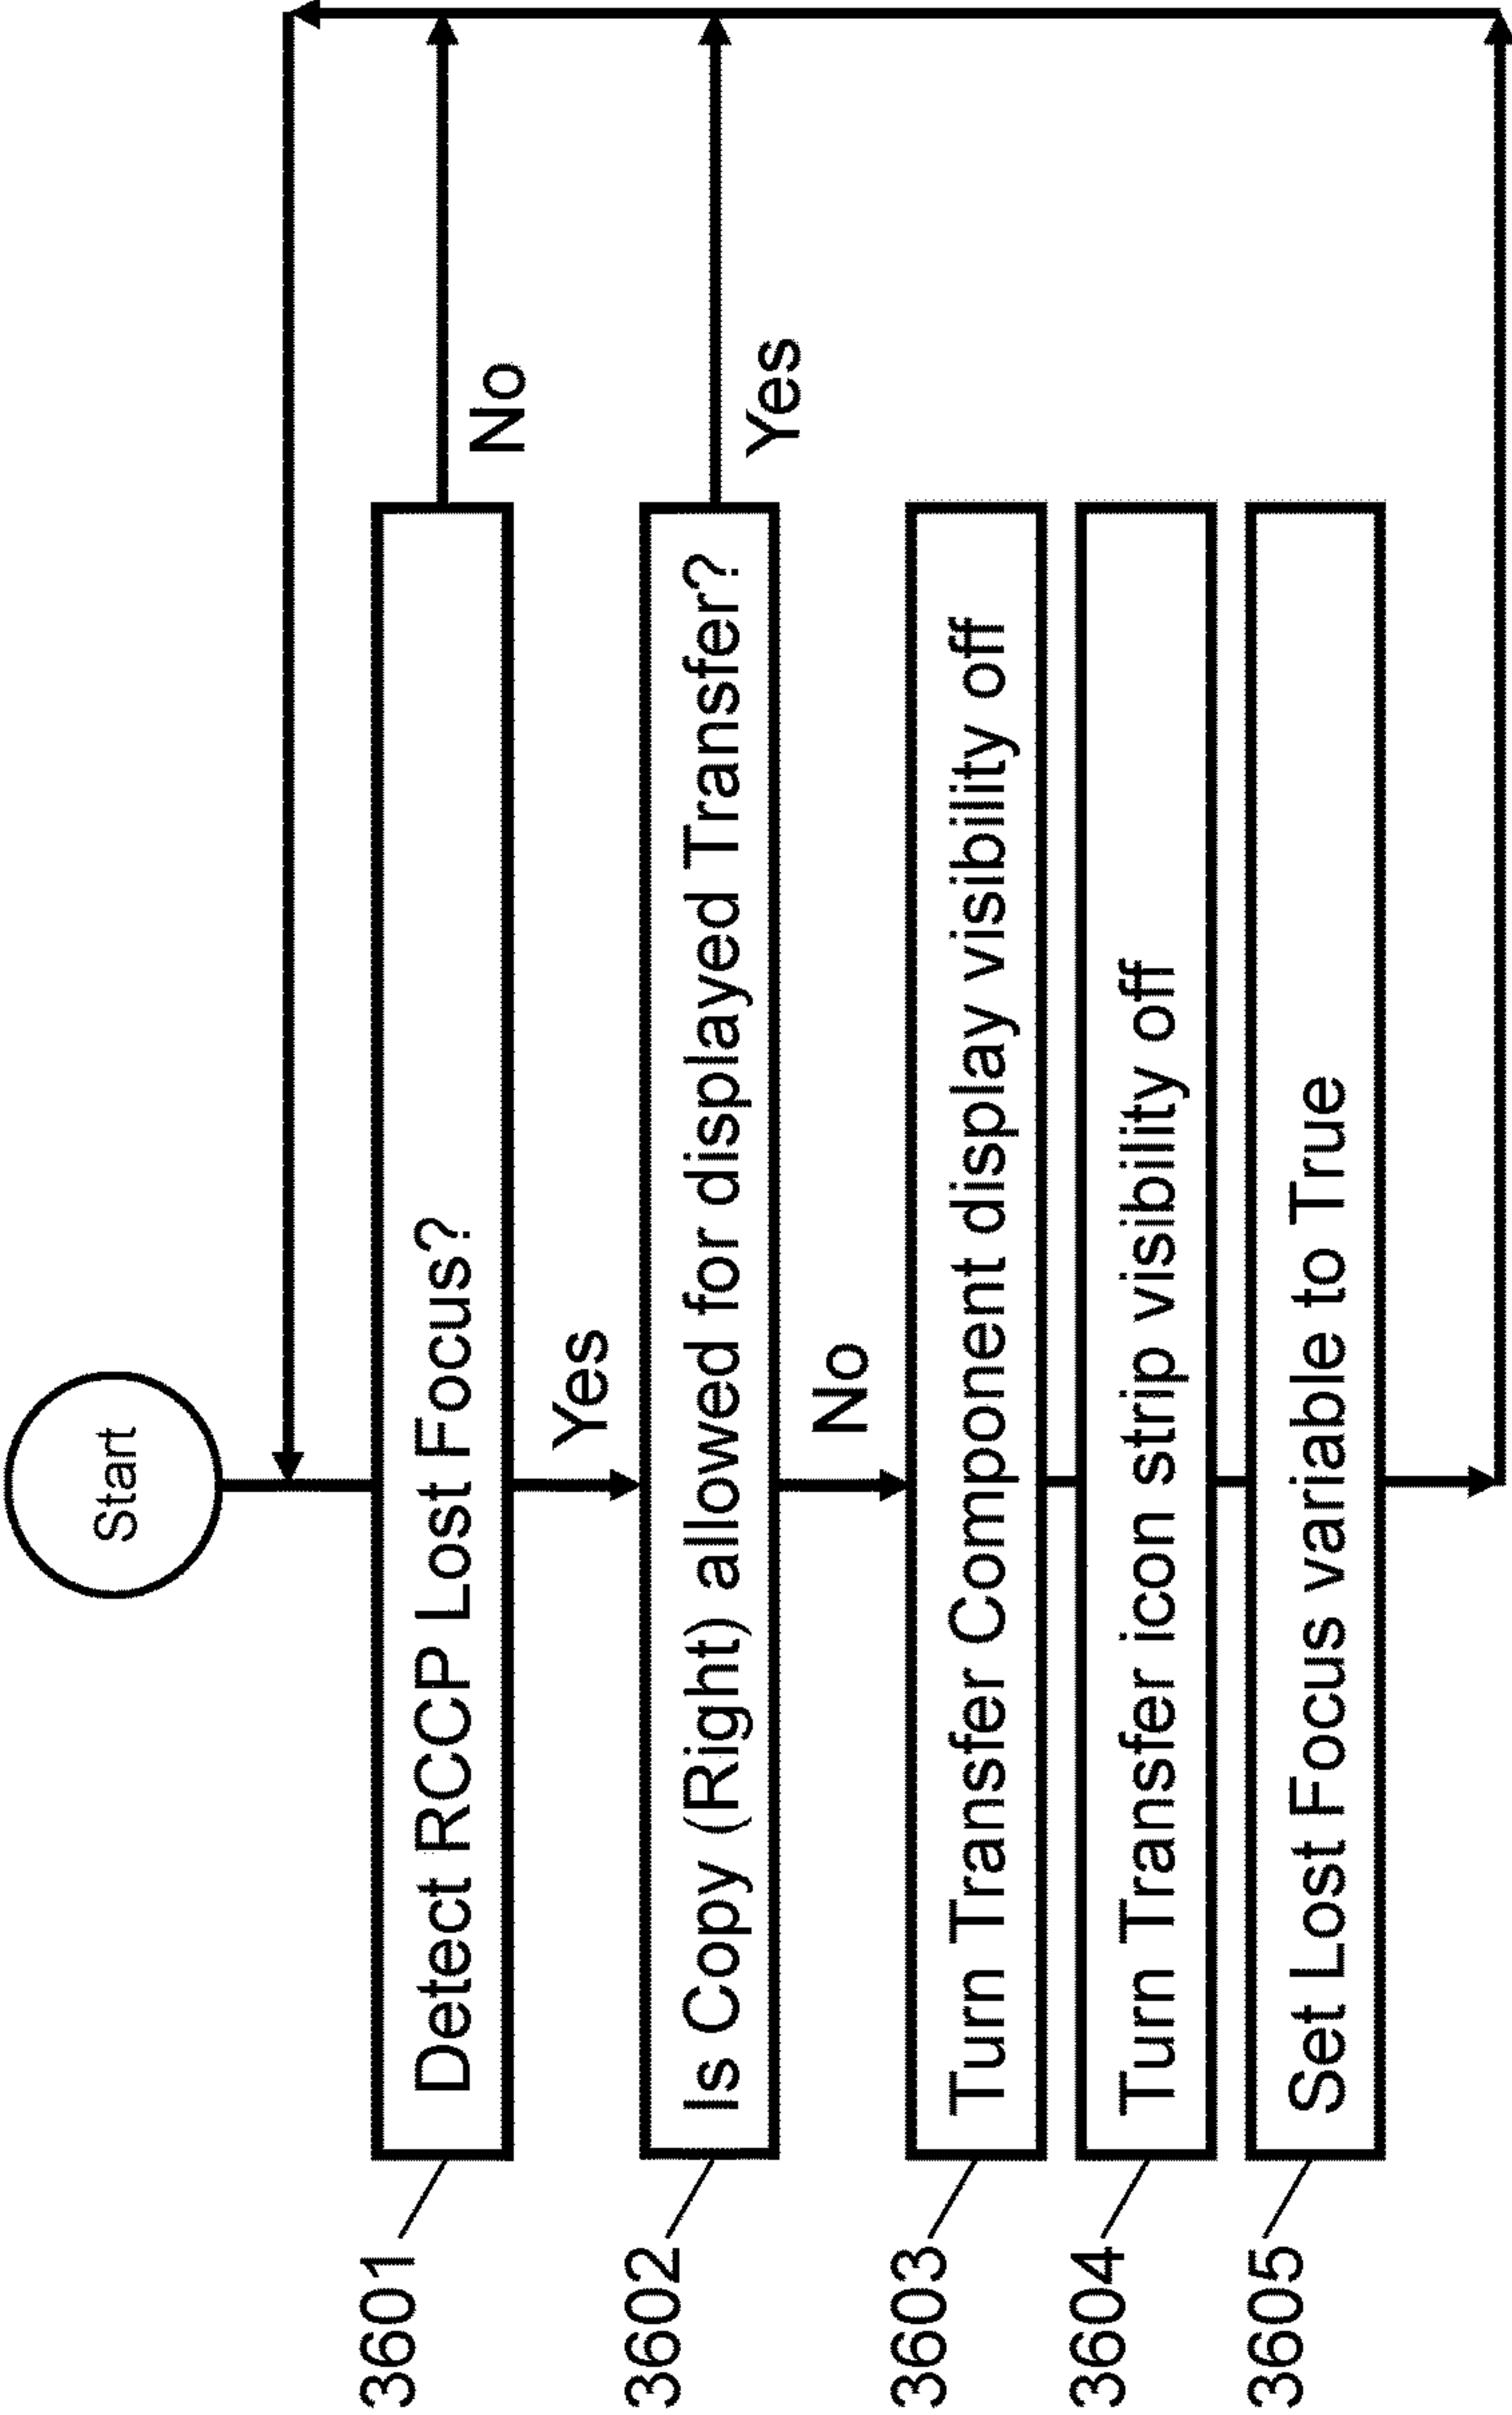 Start
3601
Detect RCCP Lost Focus?
No
Yes
3602
Is Copy (Right) allowed for displayed Transfer?
Yes
No
3603
Turn Transfer Component display visibility off
3604
Turn Transfer icon strip visibility off
3605
Set Lost Focus variable to True